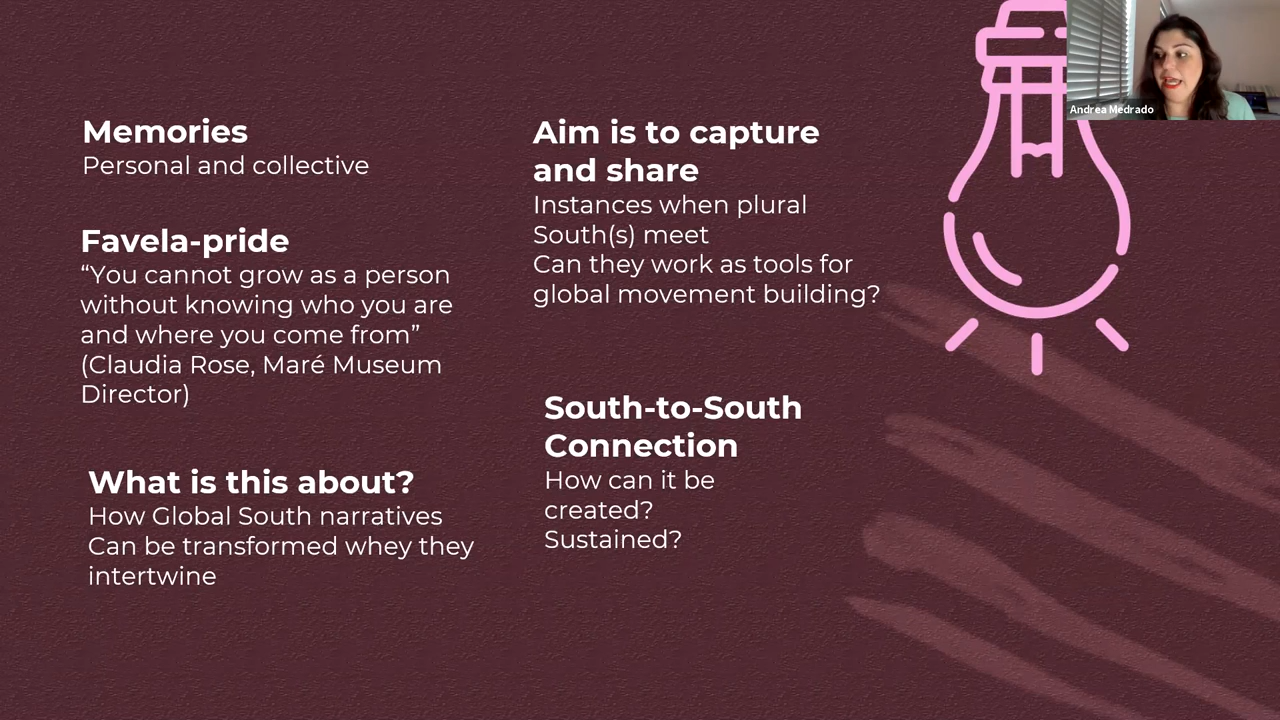 Memories
Personal and collective
Favela-pride
“You cannot grow as a person
without knowing who you are
and where you come from”
(Claudia Rose, Maré Museum
Director)
What is this about?
How Global South narratives
Can be transformed whey they
intertwine
Aim is to capture
and share
Instances when plural
South(s) meet
Can they work as tools for
global movement building?
South-to-South
Connection
How can it be
created?
Sustained?
Andrea Medrado